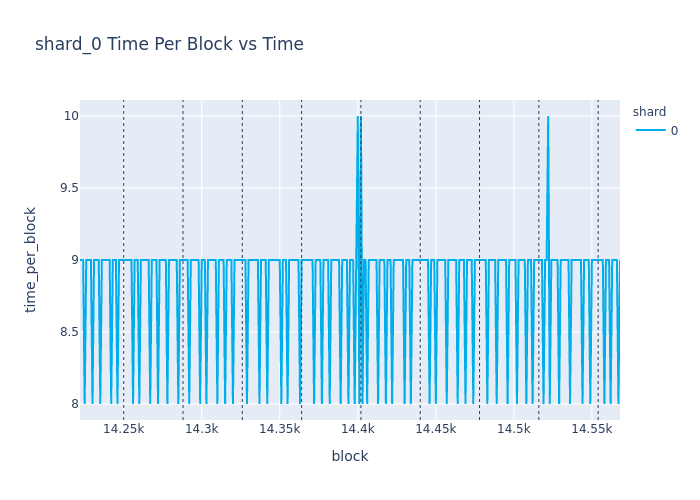 shard_0 Time Per Block vs Time
shard
0
10
9.5
9
8.5
8
time_per_block
14.25k
14.3k
14.35k
14.4k
14.45k
14.5k
14.55k
block